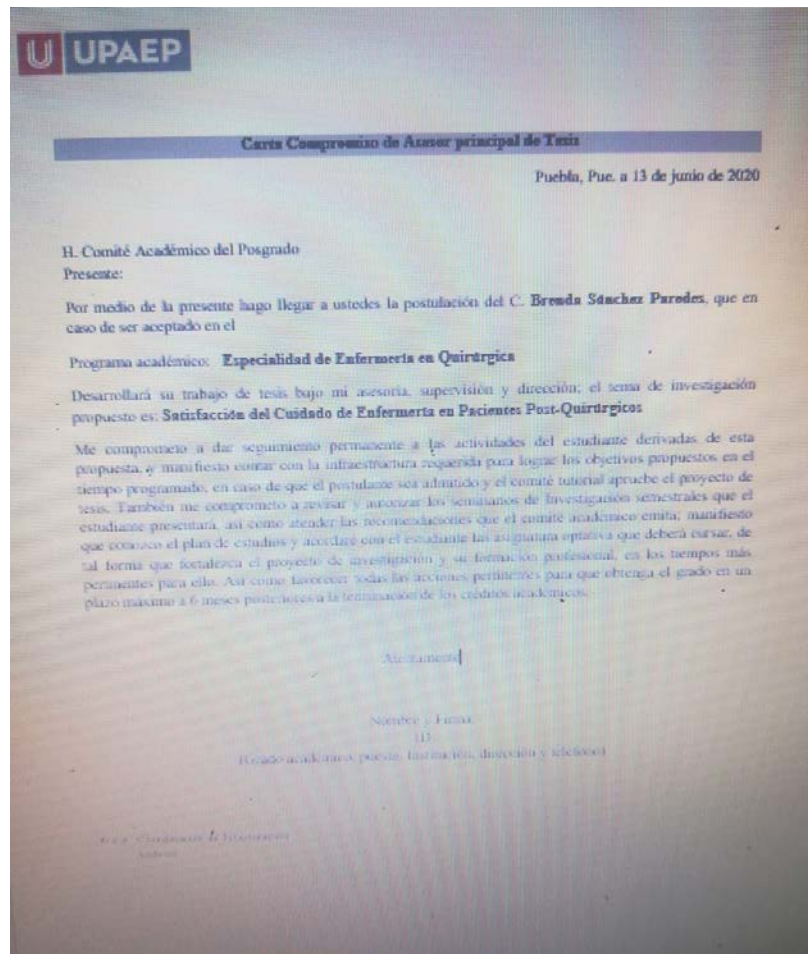 U UPAEP
Carta Compromiso de Asesor principal de Tesis
Puebla, Pue. a 13 de junio de 2020
H. Comité Académico del Posgrado
Presente:
Por medio de la presente hago llegar a ustedes la postulación del C. Brenda Sánchez Paredes, que en
caso de ser aceptado en el
Programa académico: Especialidad de Enfermería en Quirúrgica
Desarrollará su trabajo de tesis bajo mi asesoría, supervisión y dirección; el tema de investigación
propuesto es: Satisfacción del Cuidado de Enfermería en Pacientes Post-Quirúrgicos
Me comprometo a dar seguimiento permanente a las actividades del estudiante derivadas de esta
propuesta, y manifiesto contar con la infraestructura requerida para lograr los objetivos propuestos en el
tiempo programado, en caso de que el postulante sea admitido y el comité tutorial apruebe el proyecto de
tesis. También me comprometo a revisar y autorizar los seminarios de Investigación semestrales que el
estudiante presentará, así como atender las recomendaciones que el comité académico emita; manifiesto
que conozco el plan de estudios y acordaré con el estudiante las asignatura optativa que deberá cursar, de
tal forma que fortalezca el proyecto de investigación y su formación profesional, en los tiempos más
pertinentes para ello. Así como favorecer todas las acciones pertinentes para que obtenga el grado en un
plazo máximo a 6 meses posteriores a la terminación de los créditos académicos.
Atentamente
Nombre y Firma
(Grado académico, puesto, Institución, dirección y teléfono)